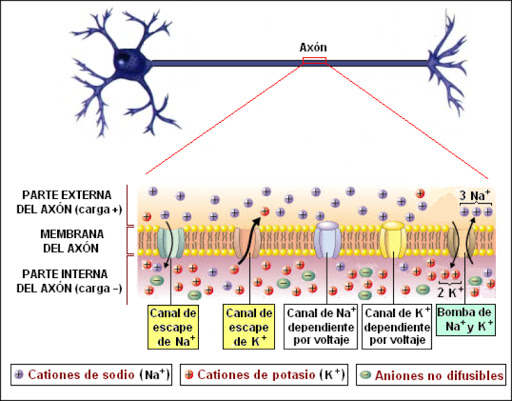 Axón
PARTE EXTERNA
DEL AXÓN (carga +)
3 Na⁺
MEMBRANA
DEL AXÓN
PARTE INTERNA
DEL AXÓN (carga –)
2 K⁺
Canal de
escape
de Na⁺
Canal de
escape
de K⁺
Canal de Na⁺
dependiente
por voltaje
Canal de K⁺
dependiente
por voltaje
Bomba de
Na⁺ y K⁺
Cationes de sodio (Na⁺)
Cationes de potasio (K⁺)
Aniones no difusibles